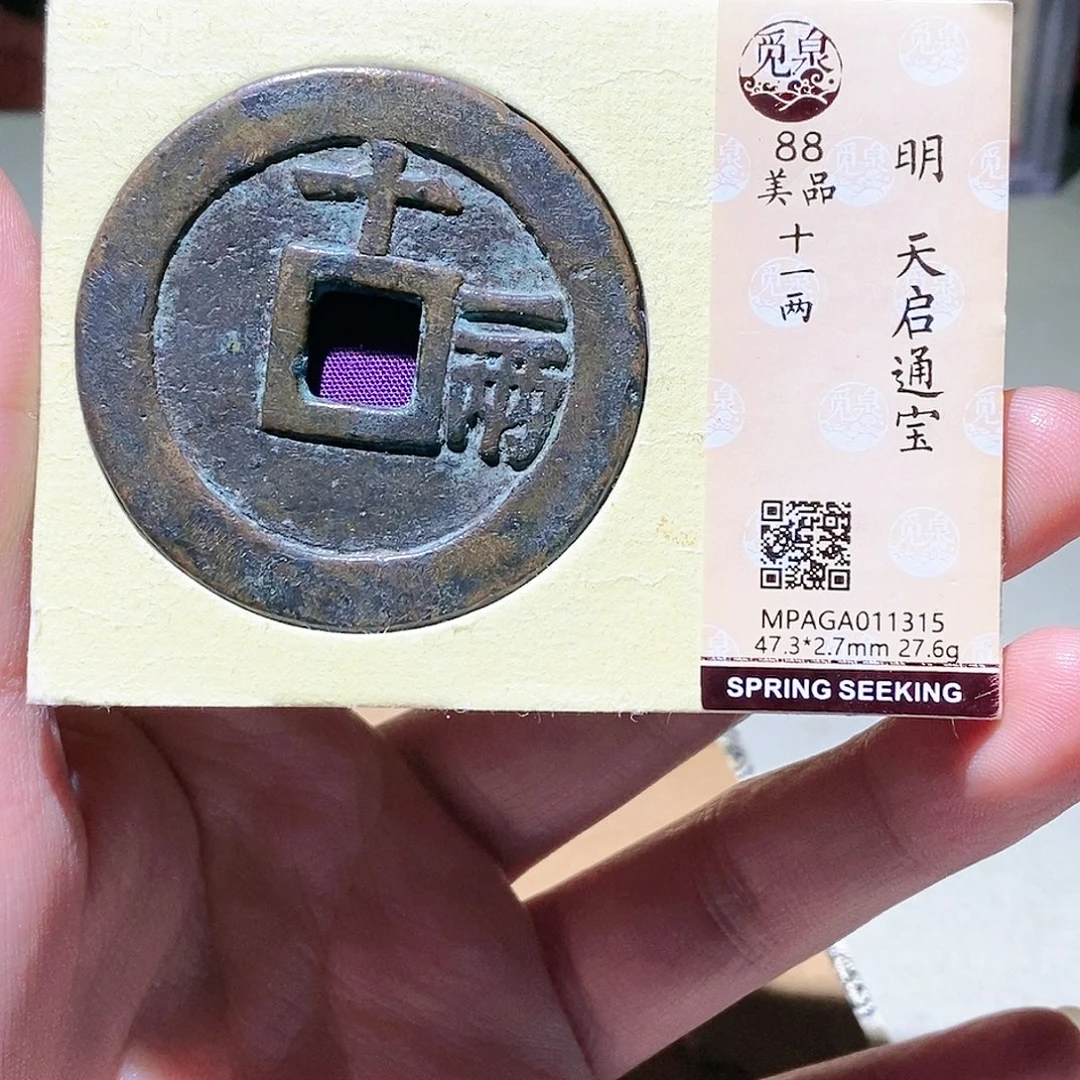 十
一兩
觅泉
88
美品
十一两
明 天启通宝
MPAGA011315
47.3*2.7mm 27.6g
SPRING SEEKING